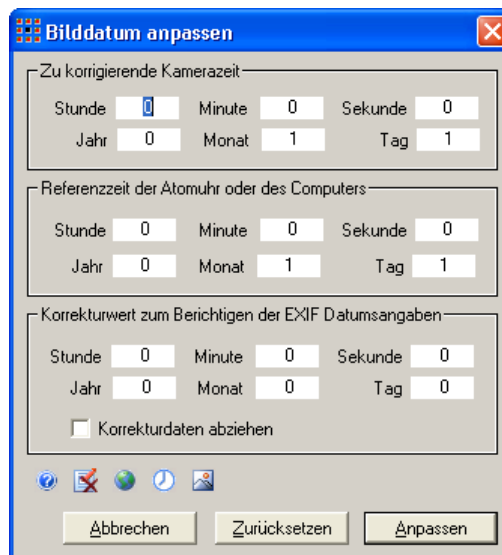 Bilddatum anpassen
Zu korrigierende Kamerazeit
Stunde 0 Minute 0 Sekunde 0
Jahr 0 Monat 1 Tag 1
Referenzzeit der Atomuhr oder des Computers
Stunde 0 Minute 0 Sekunde 0
Jahr 0 Monat 1 Tag 1
Korrekturwert zum Berichtigen der EXIF Datumsangaben
Stunde 0 Minute 0 Sekunde 0
Jahr 0 Monat 0 Tag 0
Korrekturdaten abziehen
Abbrechen Zurücksetzen Anpassen